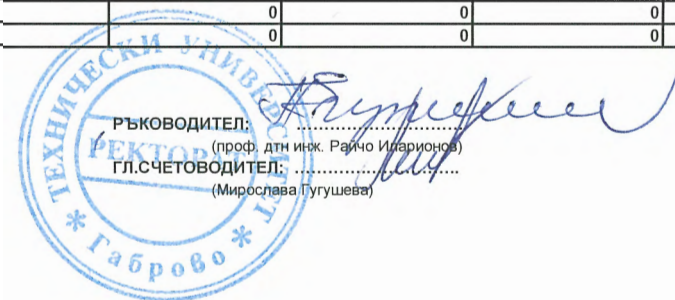 0 0 0
0 0 0
ТЕХНИЧЕСКИ УНИВЕРСИТЕТ
РЕКТОРАТ
* Габрово *
РЪКОВОДИТЕЛ: ..............................
(проф. дтн инж. Райчо Иларионов)
ГЛ.СЧЕТОВОДИТЕЛ: ..............................
(Мирослава Гугушева)